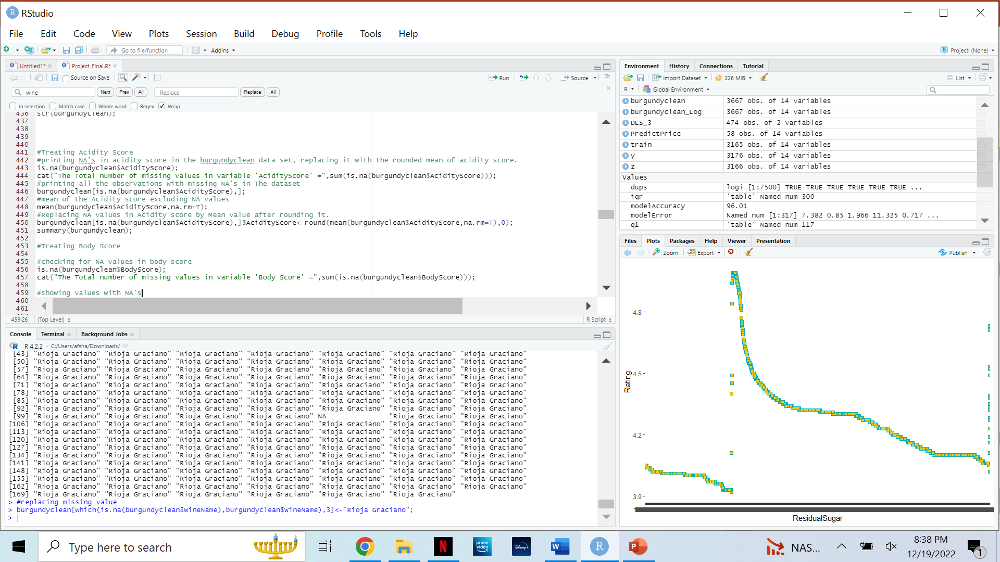 RStudio
File Edit Code View Plots Session Build Debug Profile Tools Help
Go to file/function Addins Project: (None)
Untitled1* Project_Final.R*
Source on Save Run Source
wine Next Prev All Replace Replace All
In selection Match case Whole word Regex Wrap
436 str(burgundyclean);
437
438
439
440
441 #Treating Acidity Score
442 #printing NA's in acidity score in the burgundyclean data set, replacing it with the rounded mean of acidity score.
443 is.na(burgundyclean$AcidityScore);
444 cat("The Total number of missing values in variable 'AcidityScore' =",sum(is.na(burgundyclean$AcidityScore)));
445 #printing all the observations with missing NA's in The dataset
446 burgundyclean[is.na(burgundyclean$AcidityScore),];
447 #mean of the Acidity score excluding NA values
448 mean(burgundyclean$AcidityScore,na.rm=T);
449 #Replacing NA values in Acidity score by Mean value after rounding it.
450 burgundyclean[is.na(burgundyclean$AcidityScore),]$AcidityScore<-round(mean(burgundyclean$AcidityScore,na.rm=T),0);
451 summary(burgundyclean);
452
453 #Treating Body Score
454
455 #checking for NA values in body score
456 is.na(burgundyclean$BodyScore);
457 cat("The Total number of missing values in variable 'Body Score' =",sum(is.na(burgundyclean$BodyScore)));
458
459 #showing values with NA's
460
461
459:26 (Top Level) R Script
Console Terminal Background Jobs
R 4.2.2 · C:/Users/afsha/Downloads/
[43] "Rioja Graciano" "Rioja Graciano" "Rioja Graciano" "Rioja Graciano" "Rioja Graciano" "Rioja Graciano" "Rioja Graciano"
[50] "Rioja Graciano" "Rioja Graciano" "Rioja Graciano" "Rioja Graciano" "Rioja Graciano" "Rioja Graciano" "Rioja Graciano"
[57] "Rioja Graciano" "Rioja Graciano" "Rioja Graciano" "Rioja Graciano" "Rioja Graciano" "Rioja Graciano" "Rioja Graciano"
[64] "Rioja Graciano" "Rioja Graciano" "Rioja Graciano" "Rioja Graciano" "Rioja Graciano" "Rioja Graciano" "Rioja Graciano"
[71] "Rioja Graciano" "Rioja Graciano" "Rioja Graciano" "Rioja Graciano" "Rioja Graciano" "Rioja Graciano" "Rioja Graciano"
[78] "Rioja Graciano" "Rioja Graciano" "Rioja Graciano" "Rioja Graciano" "Rioja Graciano" "Rioja Graciano" "Rioja Graciano"
[85] "Rioja Graciano" "Rioja Graciano" "Rioja Graciano" "Rioja Graciano" "Rioja Graciano" "Rioja Graciano" "Rioja Graciano"
[92] "Rioja Graciano" "Rioja Graciano" "Rioja Graciano" "Rioja Graciano" "Rioja Graciano" "Rioja Graciano" "Rioja Graciano"
[99] "Rioja Graciano" "Rioja Graciano" "Rioja Graciano" "Rioja Graciano" NA "Rioja Graciano" "Rioja Graciano"
[106] "Rioja Graciano" "Rioja Graciano" "Rioja Graciano" "Rioja Graciano" "Rioja Graciano" "Rioja Graciano" "Rioja Graciano"
[113] "Rioja Graciano" "Rioja Graciano" "Rioja Graciano" "Rioja Graciano" "Rioja Graciano" "Rioja Graciano" "Rioja Graciano"
[120] "Rioja Graciano" "Rioja Graciano" "Rioja Graciano" "Rioja Graciano" "Rioja Graciano" "Rioja Graciano" "Rioja Graciano"
[127] "Rioja Graciano" "Rioja Graciano" "Rioja Graciano" "Rioja Graciano" "Rioja Graciano" "Rioja Graciano" "Rioja Graciano"
[134] "Rioja Graciano" "Rioja Graciano" "Rioja Graciano" "Rioja Graciano" "Rioja Graciano" "Rioja Graciano" "Rioja Graciano"
[141] "Rioja Graciano" "Rioja Graciano" "Rioja Graciano" "Rioja Graciano" "Rioja Graciano" "Rioja Graciano" "Rioja Graciano"
[148] "Rioja Graciano" "Rioja Graciano" "Rioja Graciano" "Rioja Graciano" "Rioja Graciano" "Rioja Graciano" "Rioja Graciano"
[155] "Rioja Graciano" "Rioja Graciano" "Rioja Graciano" "Rioja Graciano" "Rioja Graciano" "Rioja Graciano" "Rioja Graciano"
[162] "Rioja Graciano" "Rioja Graciano" "Rioja Graciano" "Rioja Graciano" "Rioja Graciano" "Rioja Graciano" "Rioja Graciano"
[169] "Rioja Graciano" "Rioja Graciano" "Rioja Graciano" "Rioja Graciano" "Rioja Graciano" "Rioja Graciano"
> #replacing missing value
> burgundyclean[which(is.na(burgundyclean$WineName),burgundyclean$WineName),3]<-"Rioja Graciano";
>
Environment History Connections Tutorial
Import Dataset 226 MiB List
R Global Environment
burgundyclean 3667 obs. of 14 variables
burgundyclean_Log 3667 obs. of 14 variables
DES_3 474 obs. of 2 variables
PredictPrice 58 obs. of 14 variables
train 3165 obs. of 14 variables
y 3176 obs. of 14 variables
z 3166 obs. of 14 variables
Values
dups logi [1:7500] TRUE TRUE TRUE TRUE TRUE TRUE ...
iqr 'table' Named num 300
modelAccuracy 96.01
modelError Named num [1:317] 7.382 0.85 1.966 11.325 0.717 ...
q1 'table' Named num 117
Files Plots Packages Help Viewer Presentation
Zoom Export Publish
4.8
4.5
4.2
3.9
Rating
ResidualSugar
Type here to search
N
prime video
Disney+
W
R
P
NAS...
8:38 PM
12/19/2022
1